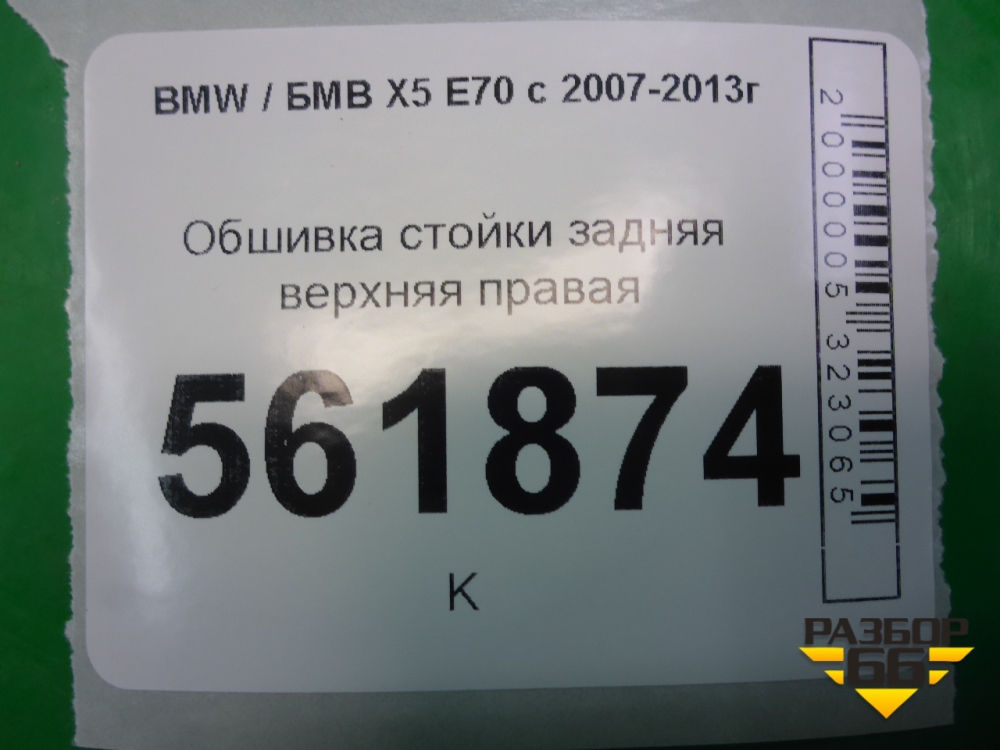 BMW / БМВ X5 E70 с 2007-2013г
Обшивка стойки задняя
верхняя правая
561874
К
2000005323065
РАЗБОР
66